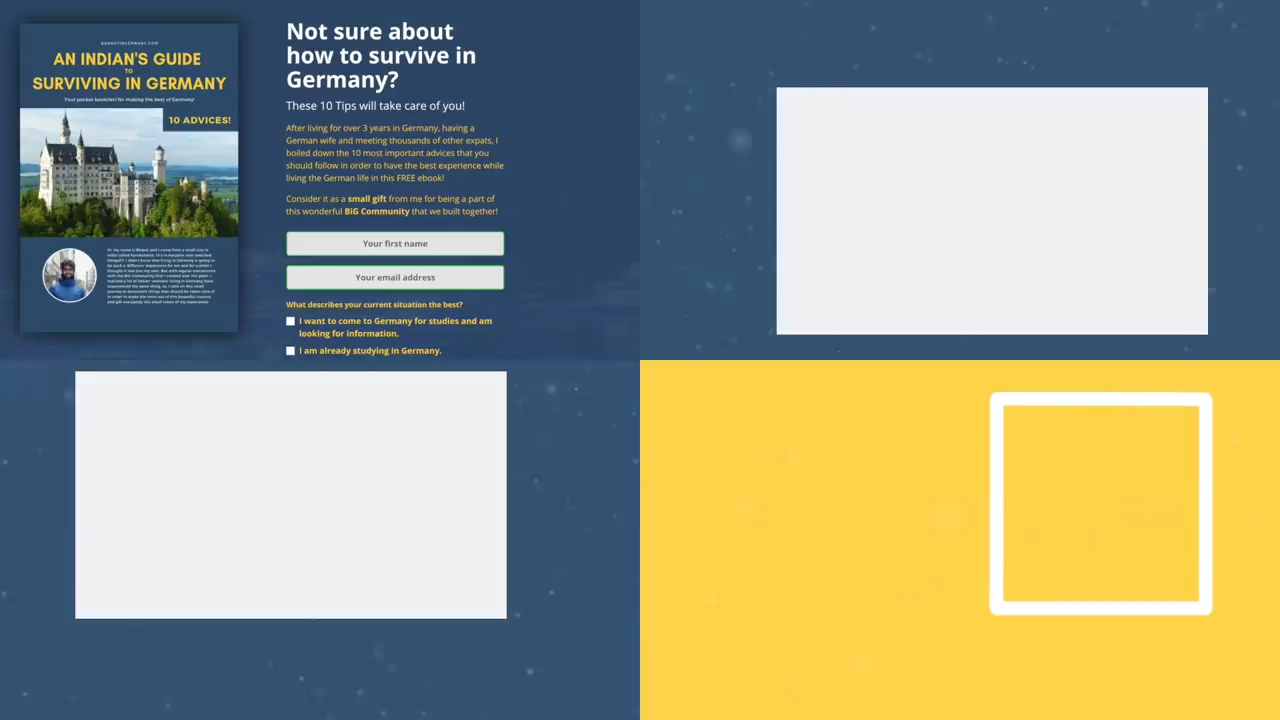 BAHRATINGERMANY.COM
AN INDIAN'S GUIDE
TO
SURVIVING IN GERMANY
Your pocket book(let) for making the best of Germany!
10 ADVICES!
Not sure about
how to survive in
Germany?
These 10 Tips will take care of you!
After living for over 3 years in Germany, having a
German wife and meeting thousands of other expats, I
boiled down the 10 most important advices that you
should follow in order to have the best experience while
living the German life in this FREE ebook!
Consider it as a small gift from me for being a part of
this wonderful BiG Community that we built together!
Your first name
Your email address
What describes your current situation the best?
I want to come to Germany for studies and am
looking for information.
I am already studying in Germany.